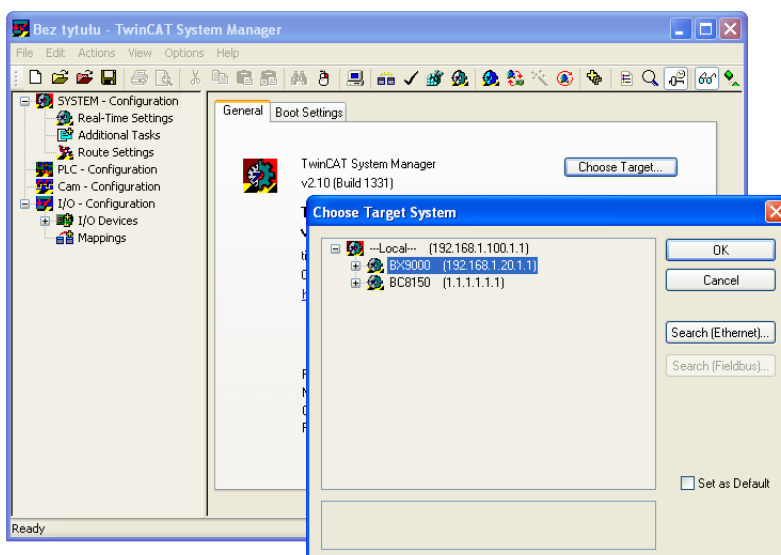 Bez tytułu - TwinCAT System Manager
File Edit Actions View Options Help
SYSTEM - Configuration
Real-Time Settings
Additional Tasks
Route Settings
PLC - Configuration
Cam - Configuration
I/O - Configuration
I/O Devices
Mappings
General Boot Settings
TwinCAT System Manager
v2.10 (Build 1331)
Choose Target...
Choose Target System
---Local--- (192.168.1.100.1.1)
BX9000 (192.168.1.20.1.1)
BC8150 (1.1.1.1.1.1)
OK
Cancel
Search (Ethernet)...
Search (Fieldbus)...
Set as Default
Ready